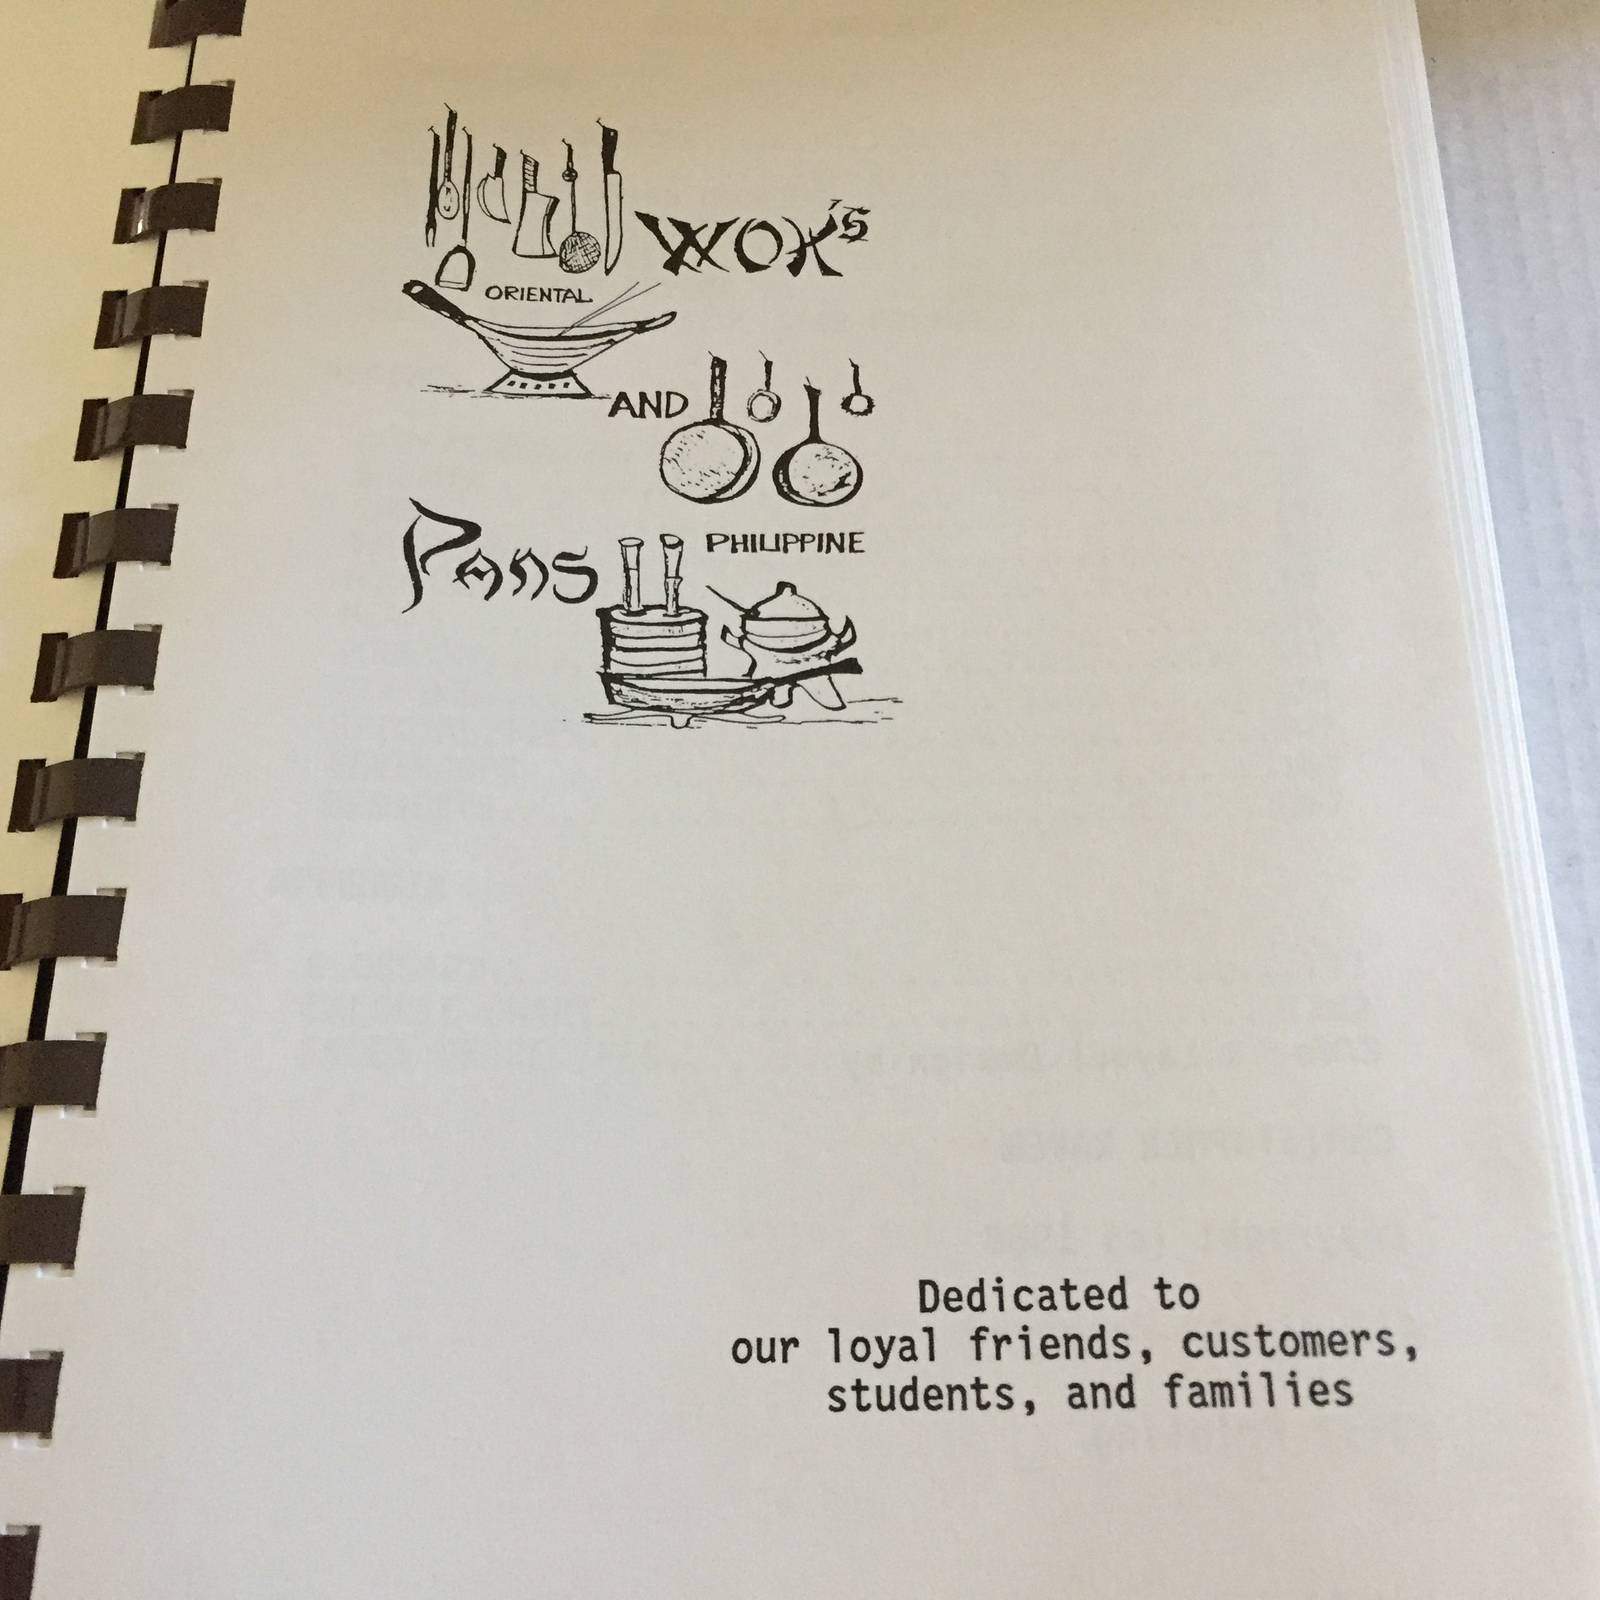 WOK'S
ORIENTAL
AND
PANS
PHILIPPINE
Dedicated to
our loyal friends, customers,
students, and families